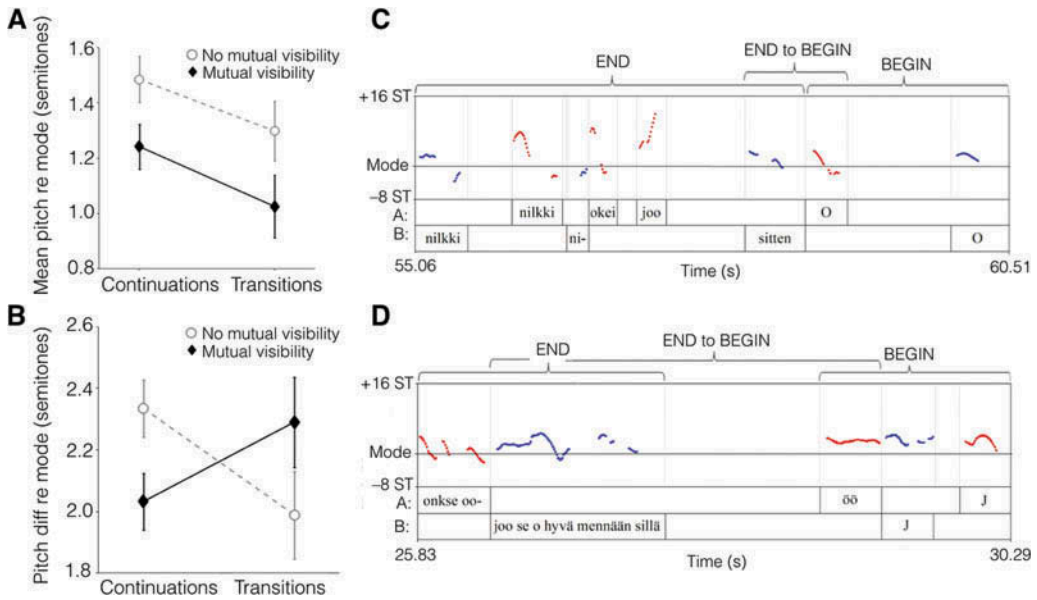 A
No mutual visibility
Mutual visibility
Mean pitch re mode (semitones)
1.6
1.4
1.2
1.0
0.8
Continuations Transitions
B
No mutual visibility
Mutual visibility
Pitch diff re mode (semitones)
2.6
2.4
2.2
2.0
1.8
Continuations Transitions
C
END to BEGIN
END BEGIN
+16 ST
Mode
−8 ST
A: nilkki okei joo O
B: nilkki ni- sitten O
55.06 Time (s) 60.51
D
END to BEGIN
END BEGIN
+16 ST
Mode
−8 ST
A: onkse oo- öö J
B: joo se o hyvä mennään sillä J
25.83 Time (s) 30.29